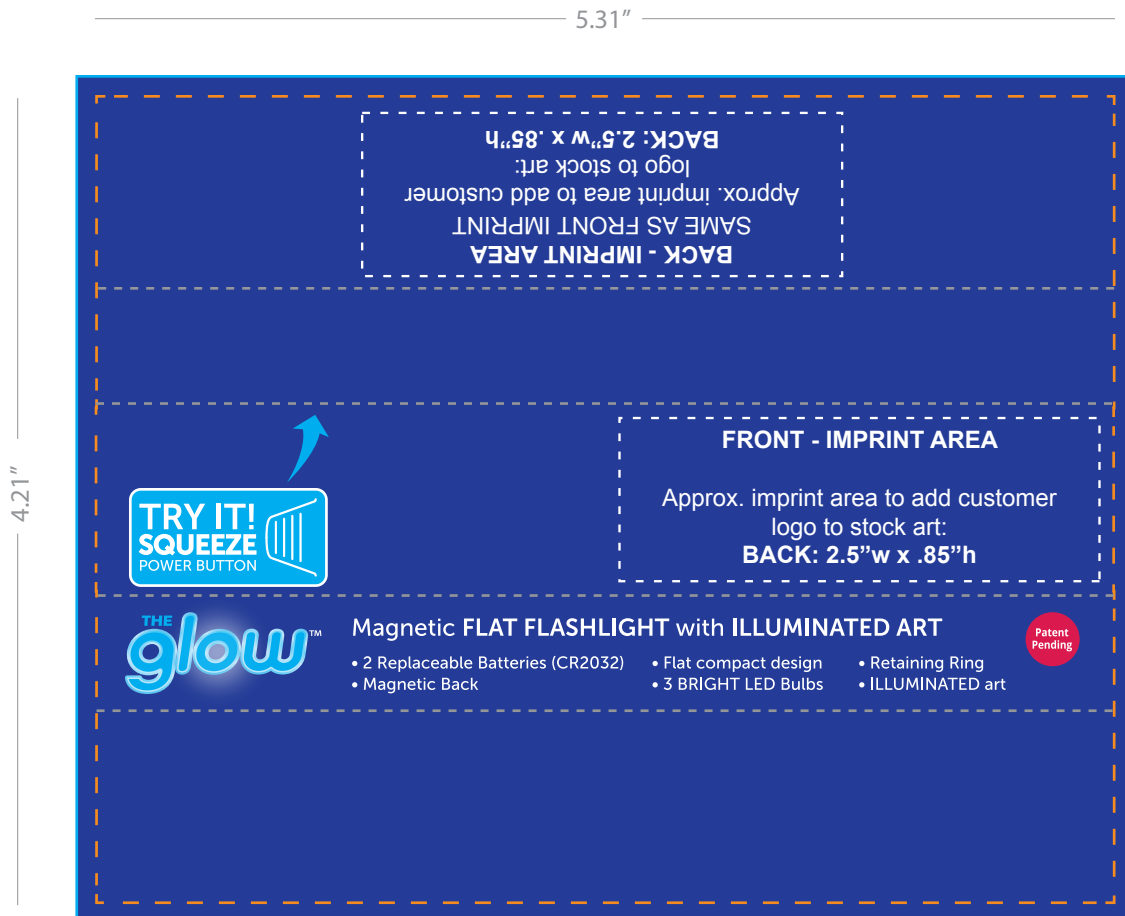 5.31”
4.21”
BACK - IMPRINT AREA
SAME AS FRONT IMPRINT
Approx. imprint area to add customer
logo to stock art:
BACK: 2.5”w x .85”h
FRONT - IMPRINT AREA
Approx. imprint area to add customer
logo to stock art:
BACK: 2.5”w x .85”h
TRY IT!
SQUEEZE
POWER BUTTON
THE
glow™
Magnetic FLAT FLASHLIGHT with ILLUMINATED ART
• 2 Replaceable Batteries (CR2032)
• Magnetic Back
• Flat compact design
• 3 BRIGHT LED Bulbs
• Retaining Ring
• ILLUMINATED art
Patent
Pending